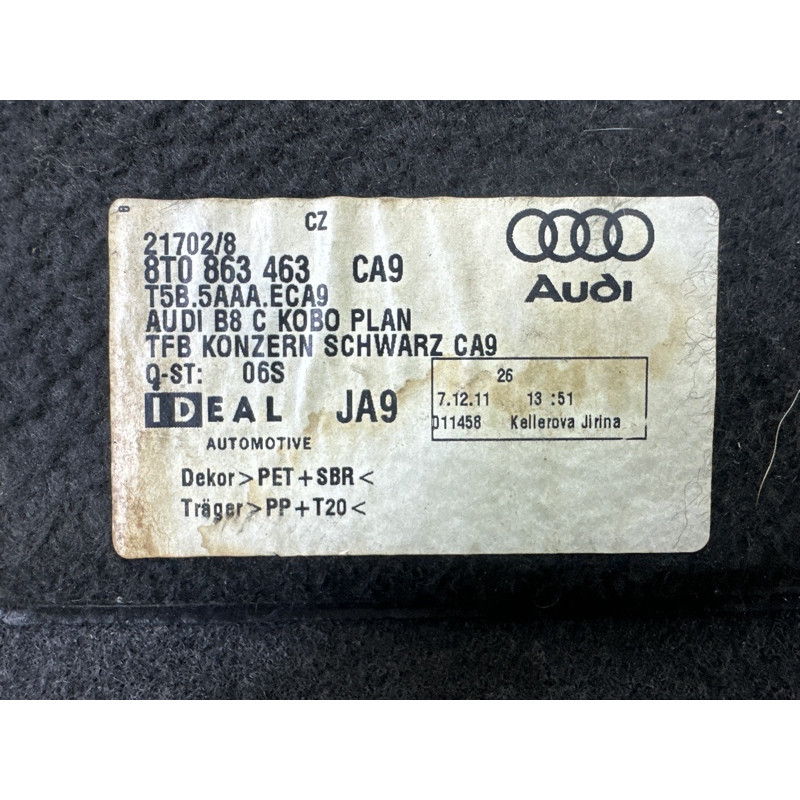 8
CZ
21702/8
8T0 863 463 CA9
T5B.5AAA.ECA9
AUDI B8 C KOBO PLAN
TFB KONZERN SCHWARZ CA9
Q-ST: 06S
IDEAL JA9
AUTOMOTIVE
Audi
26
7.12.11 13 :51
011458 Kellerova Jirina
Dekor>PET+SBR<
Träger>PP+T20<